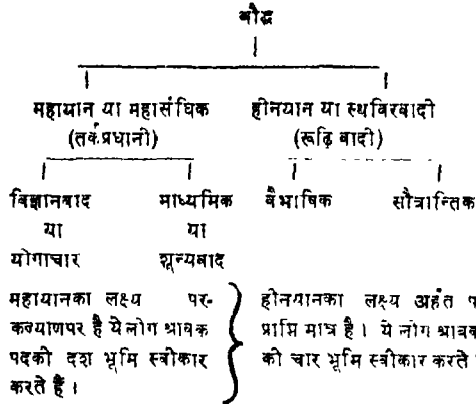 बौद्ध
महायान या महासंघिक हीनयान या स्थविरवादी
(तर्कप्रधानी) (रूढ़ि वादी)
विज्ञानवाद माध्यमिक वैभाषिक सौत्रान्तिक
या या
योगाचार शून्यवाद
महायानका लक्ष्य पर-
कल्याणपर है ये लोग श्रावक
पदकी दश भूमि स्वीकार
करते हैं।
हीनयानका लक्ष्य अर्हत
प्राप्ति मात्र है। ये लोग
की चार भूमि स्वीकार करते